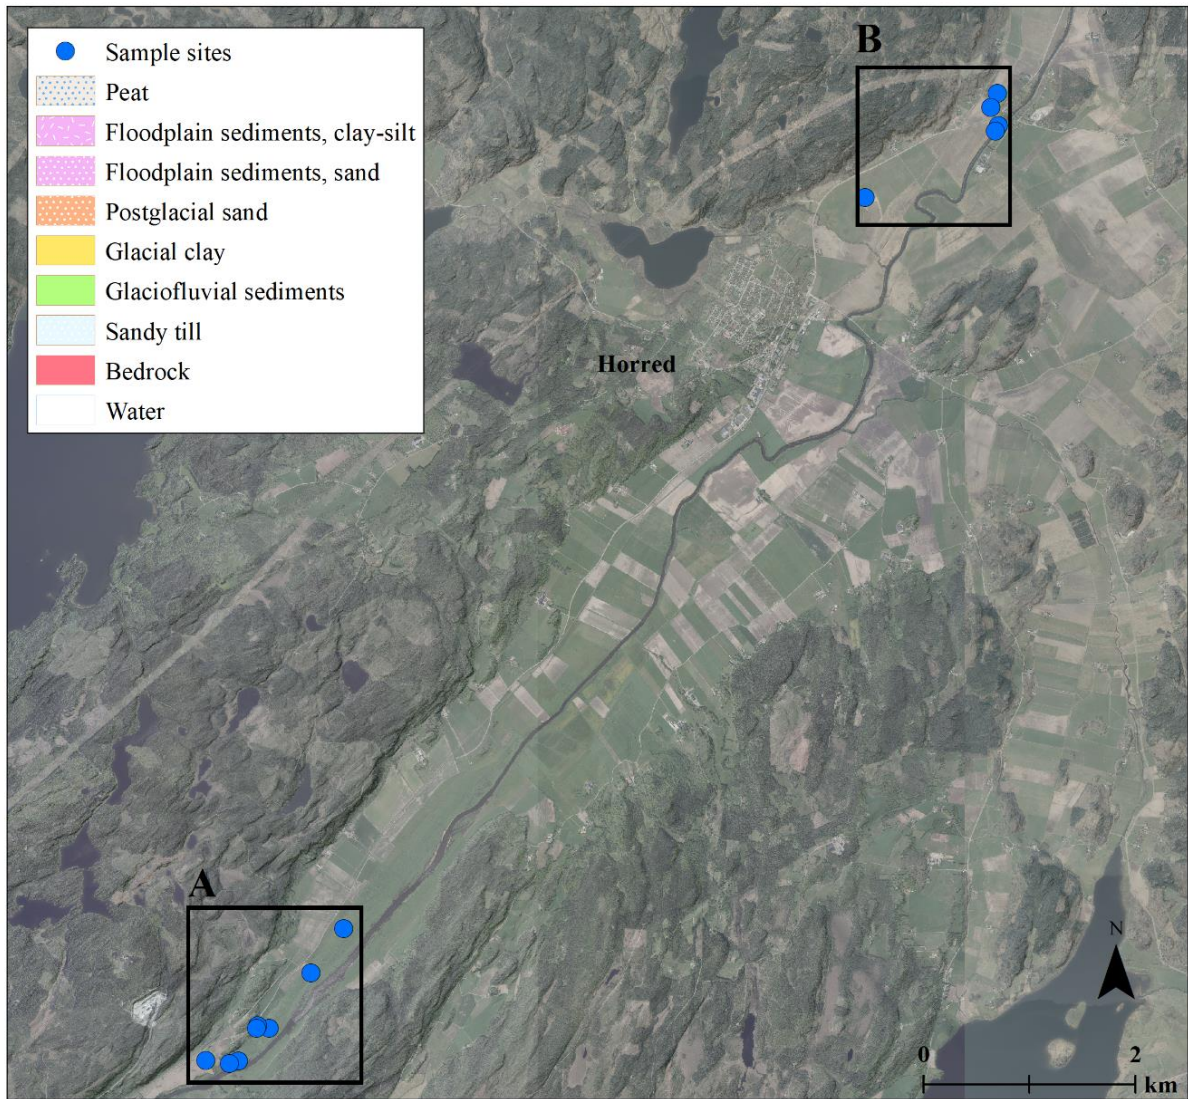 Sample sites
Peat
Floodplain sediments, clay-silt
Floodplain sediments, sand
Postglacial sand
Glacial clay
Glaciofluvial sediments
Sandy till
Bedrock
Water
B
Horred
A
N
0 2
km